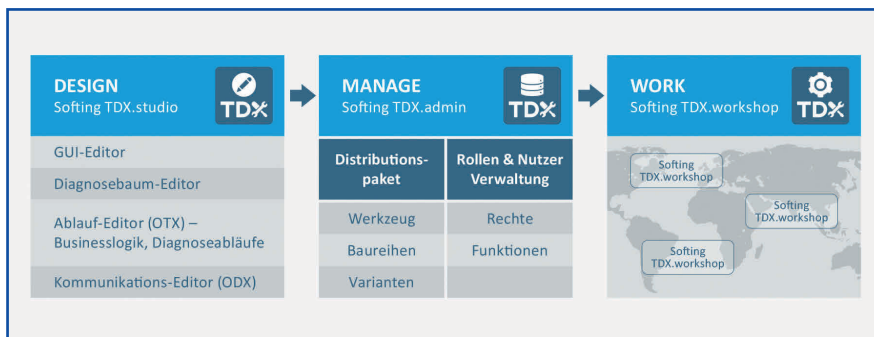 DESIGN
Softing TDX.studio
TDX
GUI-Editor
Diagnosebaum-Editor
Ablauf-Editor (OTX) –
Businesslogik, Diagnoseabläufe
Kommunikations-Editor (ODX)
MANAGE
Softing TDX.admin
TDX
Distributions-
paket
Werkzeug
Baureihen
Varianten
Rollen & Nutzer
Verwaltung
Rechte
Funktionen
WORK
Softing TDX.workshop
TDX
Softing
TDX.workshop
Softing
TDX.workshop
Softing
TDX.workshop